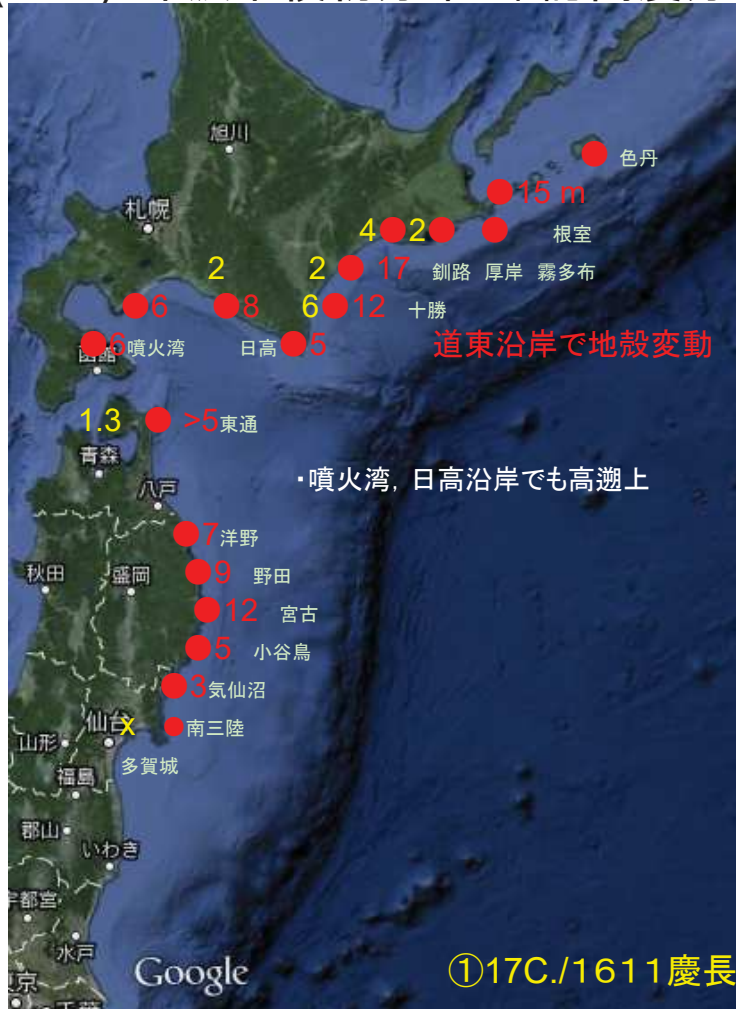 旭川
色丹
15 m
札幌
4 2 根室
2 2 17 釧路 厚岸 霧多布
6 8 6 12 十勝
6 噴火湾 日高 5 道東沿岸で地殻変動
函館
1.3 >5 東通
青森
・噴火湾, 日高沿岸でも高遡上
八戸
7 洋野
秋田 盛岡 9 野田
12 宮古
5 小谷鳥
3 気仙沼
仙台 x 南三陸
山形
多賀城
福島
郡山
いわき
宇都宮
水戸
Google ①17C./1611慶長